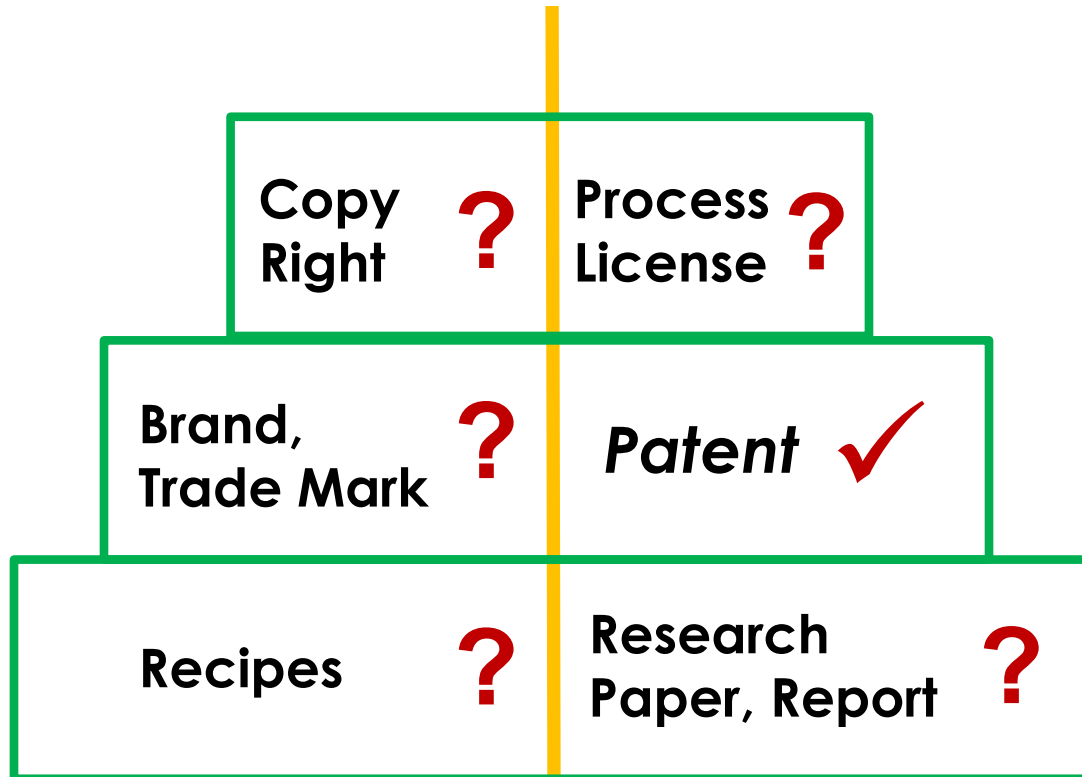 Copy
Right
?
Process
License
?
Brand,
Trade Mark
?
Patent
Recipes
?
Research
Paper, Report
?